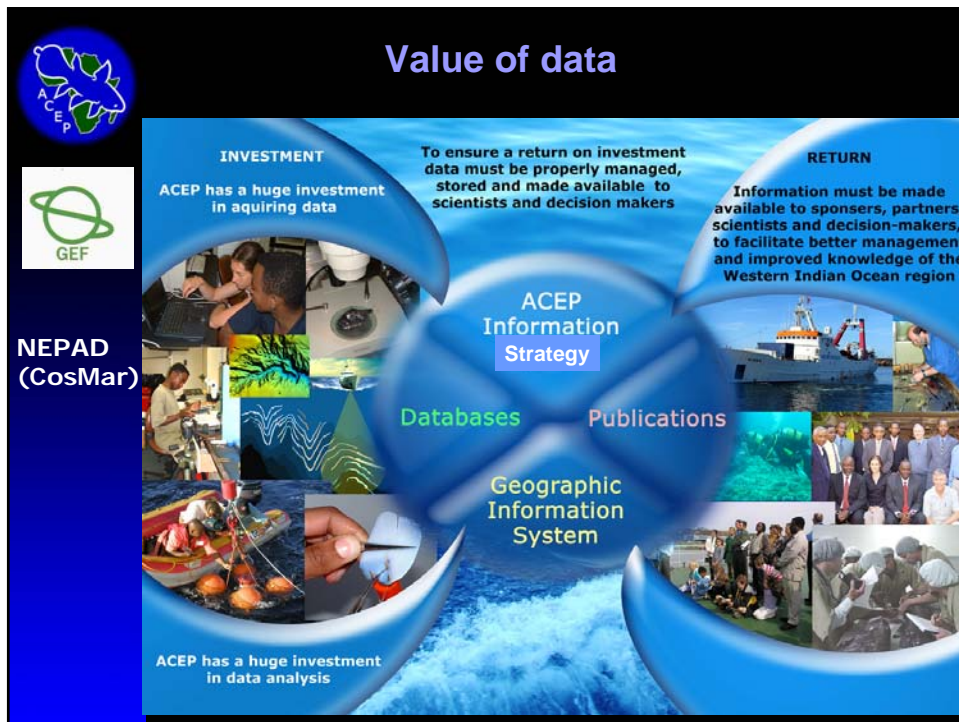 Value of data
ACEP
GEF
NEPAD
(CosMar)
INVESTMENT
ACEP has a huge investment
in aquiring data
To ensure a return on investment
data must be properly managed,
stored and made available to
scientists and decision makers
RETURN
Information must be made
available to sponsers, partners
scientists and decision-makers,
to facilitate better managemen
and improved knowledge of the
Western Indian Ocean region
ACEP
Information
Strategy
Databases
Publications
Geographic
Information
System
ACEP has a huge investment
in data analysis